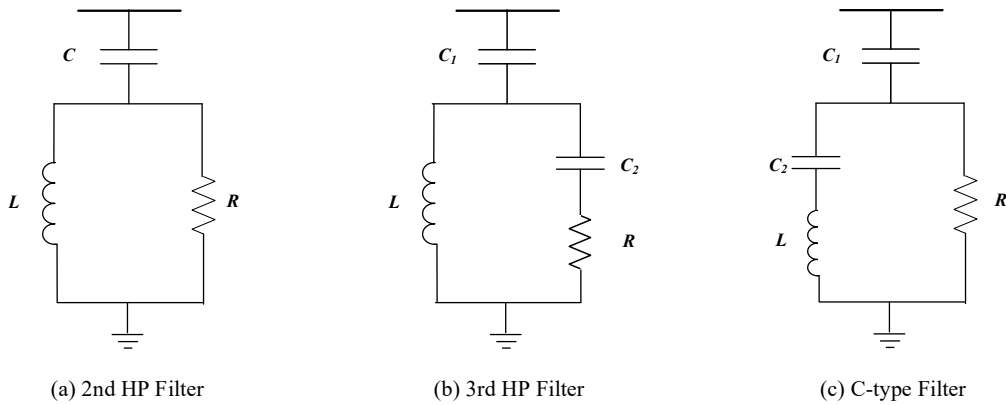 C
L
R
(a) 2nd HP Filter
C1
L
C2
R
(b) 3rd HP Filter
C1
C2
L
R
(c) C-type Filter